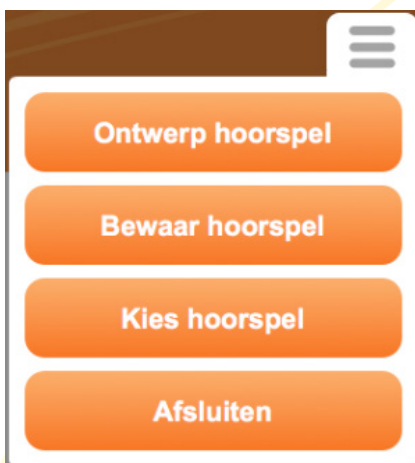 Ontwerp hoorspel
Bewaar hoorspel
Kies hoorspel
Afsluiten